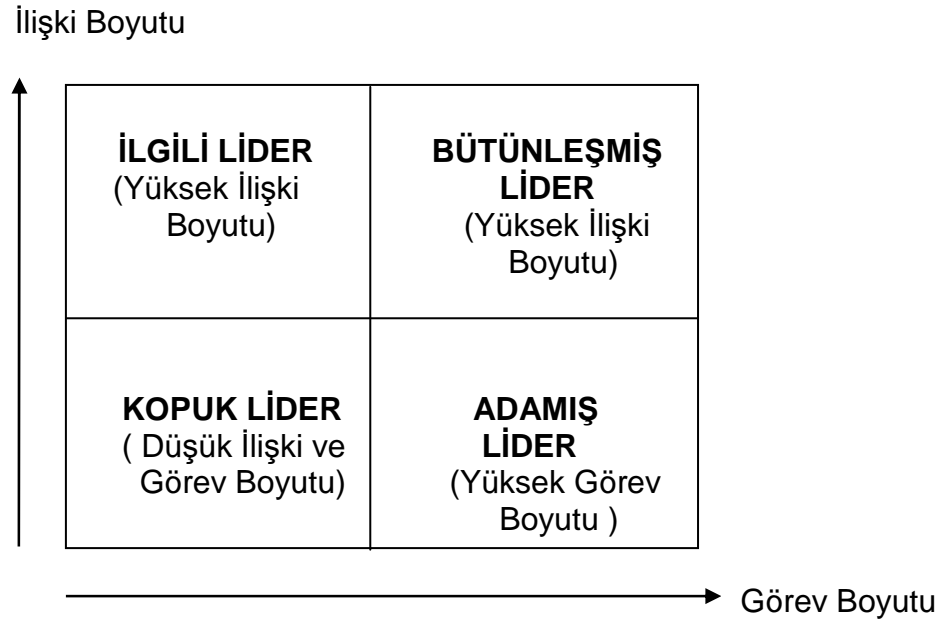 İlişki Boyutu
İLGİLİ LİDER
(Yüksek İlişki
Boyutu)
BÜTÜNLEŞMİŞ
LİDER
(Yüksek İlişki
Boyutu)
KOPUK LİDER
( Düşük İlişki ve
Görev Boyutu)
ADAMIŞ
LİDER
(Yüksek Görev
Boyutu )
Görev Boyutu